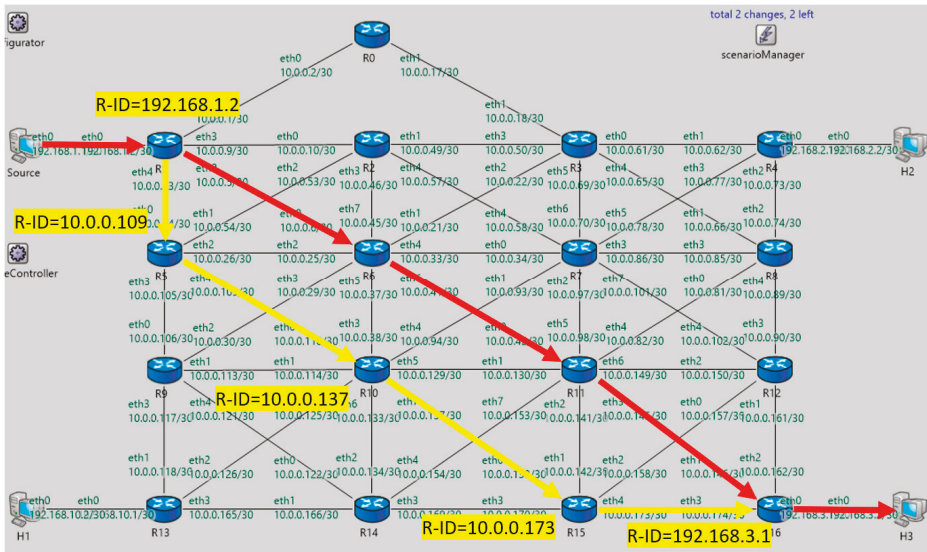 total 2 changes, 2 left
figurator
scenarioManager
R0
eth0
10.0.0.2/30
eth1
10.0.0.17/30
R-ID=192.168.1.2
10.0.0.1/30
eth1
10.0.0.18/30
eth0
eth0
Source
eth3
10.0.0.9/30
eth0
10.0.0.10/30
R2
eth1
10.0.0.49/30
eth3
10.0.0.50/30
R3
eth0
10.0.0.61/30
eth1
10.0.0.62/30
R4
eth0
eth0
H2
eth4
10.0.0.53/30
eth3
10.0.0.46/30
eth4
10.0.0.57/30
eth2
10.0.0.22/30
eth5
10.0.0.69/30
eth4
10.0.0.65/30
eth3
10.0.0.77/30
eth2
10.0.0.73/30
R-ID=10.0.0.109
eth1
10.0.0.54/30
eth7
10.0.0.45/30
eth1
10.0.0.21/30
eth4
10.0.0.58/30
eth6
10.0.0.70/30
eth5
10.0.0.78/30
eth1
10.0.0.66/30
eth2
10.0.0.74/30
eController
R5
eth2
10.0.0.26/30
eth2
10.0.0.25/30
R6
eth4
10.0.0.33/30
eth0
10.0.0.34/30
R7
eth3
10.0.0.86/30
eth3
10.0.0.85/30
R8
eth3
10.0.0.105/30
eth3
10.0.0.29/30
eth5
10.0.0.37/30
eth2
10.0.0.93/30
eth2
10.0.0.97/30
eth7
10.0.0.101/30
eth0
10.0.0.81/30
eth4
10.0.0.89/30
eth0
10.0.0.106/30
eth2
10.0.0.30/30
eth0
eth3
10.0.0.38/30
eth4
10.0.0.94/30
eth5
10.0.0.98/30
eth4
10.0.0.82/30
eth4
10.0.0.102/30
eth3
10.0.0.90/30
R9
eth1
10.0.0.113/30
eth1
10.0.0.114/30
R10
eth5
10.0.0.129/30
eth1
10.0.0.130/30
R11
eth6
10.0.0.149/30
eth2
10.0.0.150/30
R12
R-ID=10.0.0.137
eth3
10.0.0.117/30
eth4
10.0.0.121/30
10.0.0.125/30
10.0.0.133/30
eth7
10.0.0.153/30
eth2
10.0.0.141/30
eth3
eth0
10.0.0.157/30
eth1
10.0.0.161/30
eth1
10.0.0.118/30
eth2
10.0.0.126/30
eth0
10.0.0.122/30
eth2
10.0.0.134/30
eth4
10.0.0.154/30
eth0
eth1
10.0.0.142/30
eth2
10.0.0.158/30
eth1
eth2
10.0.0.162/30
eth0
eth0
H1
R13
eth3
10.0.0.165/30
eth1
10.0.0.166/30
R14
eth3
eth3
R-ID=10.0.0.173
R15
eth4
10.0.0.173/30
eth3
10.0.0.174/30
R-ID=192.168.3.1
eth0
eth0
H3